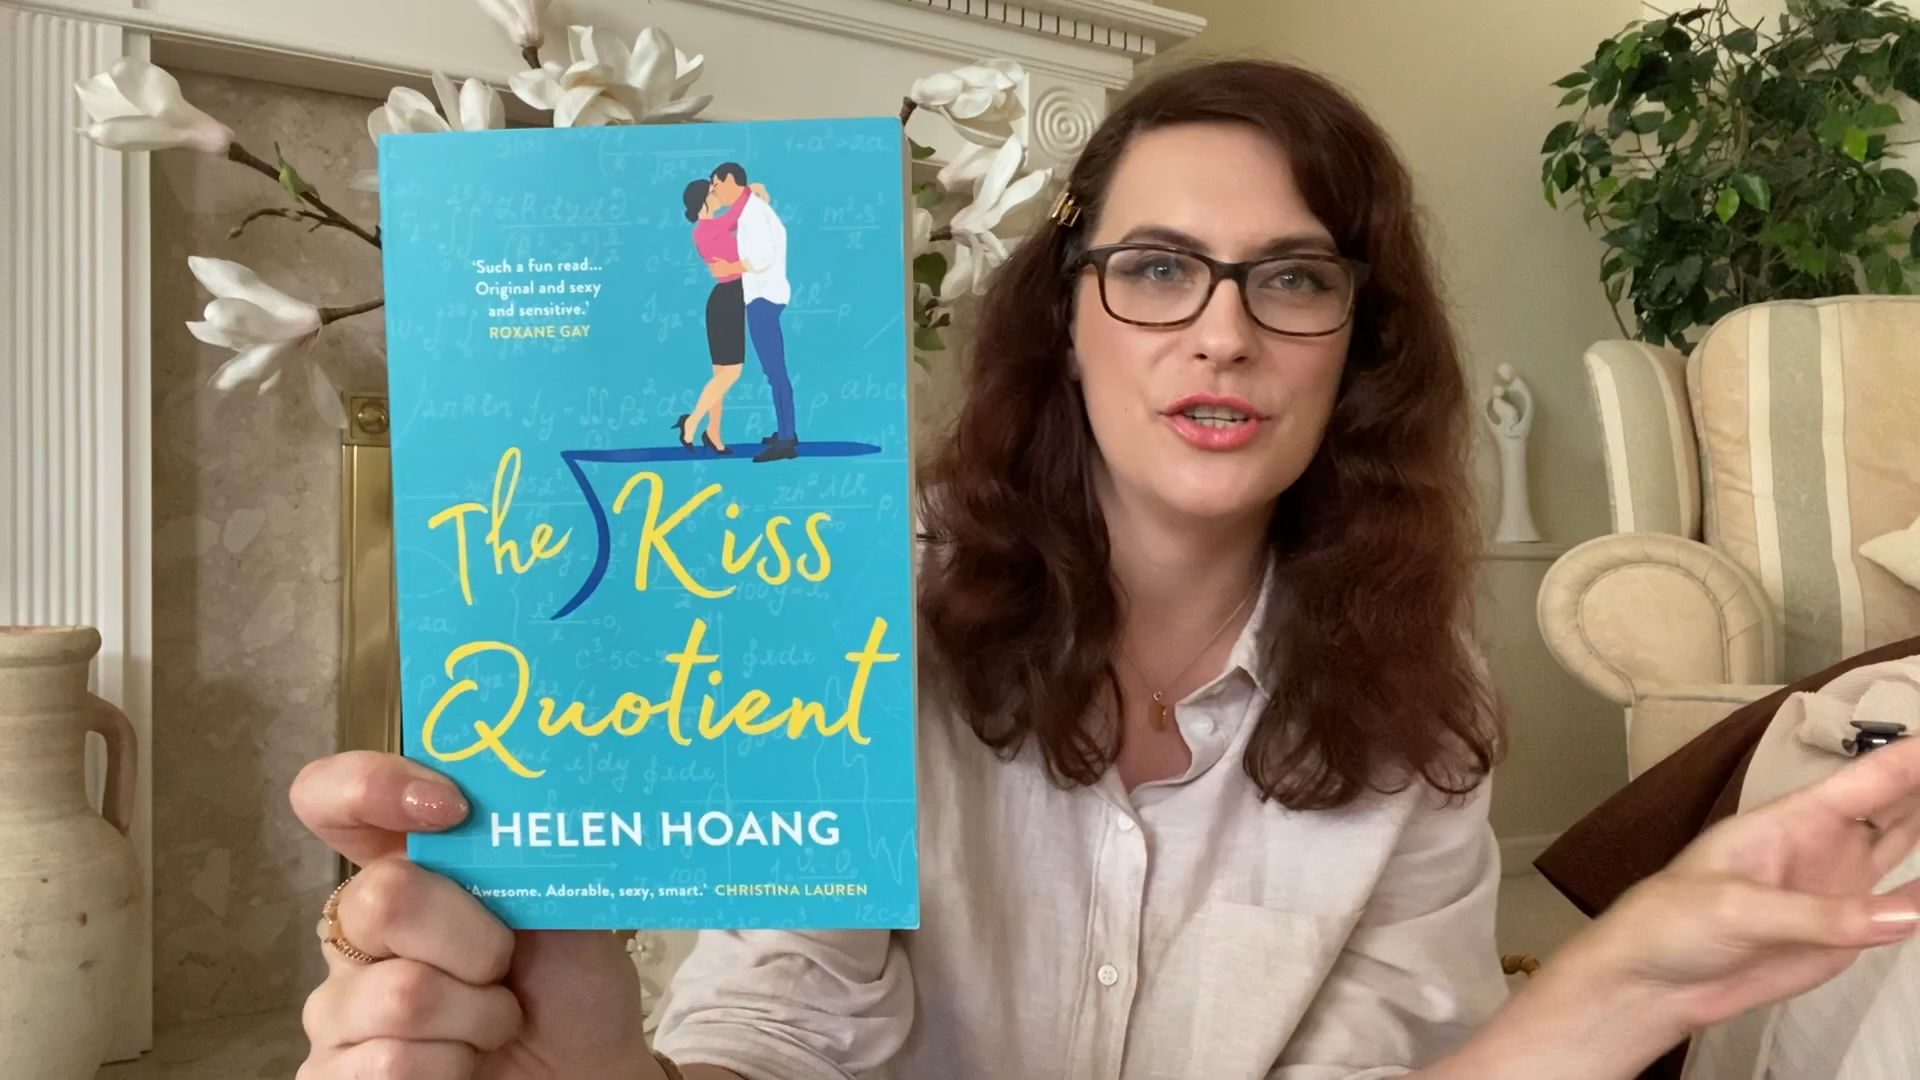 'Such a fun read...
Original and sexy
and sensitive.'
ROXANE GAY
The Kiss
Quotient
HELEN HOANG
'Awesome. Adorable, sexy, smart.' CHRISTINA LAUREN